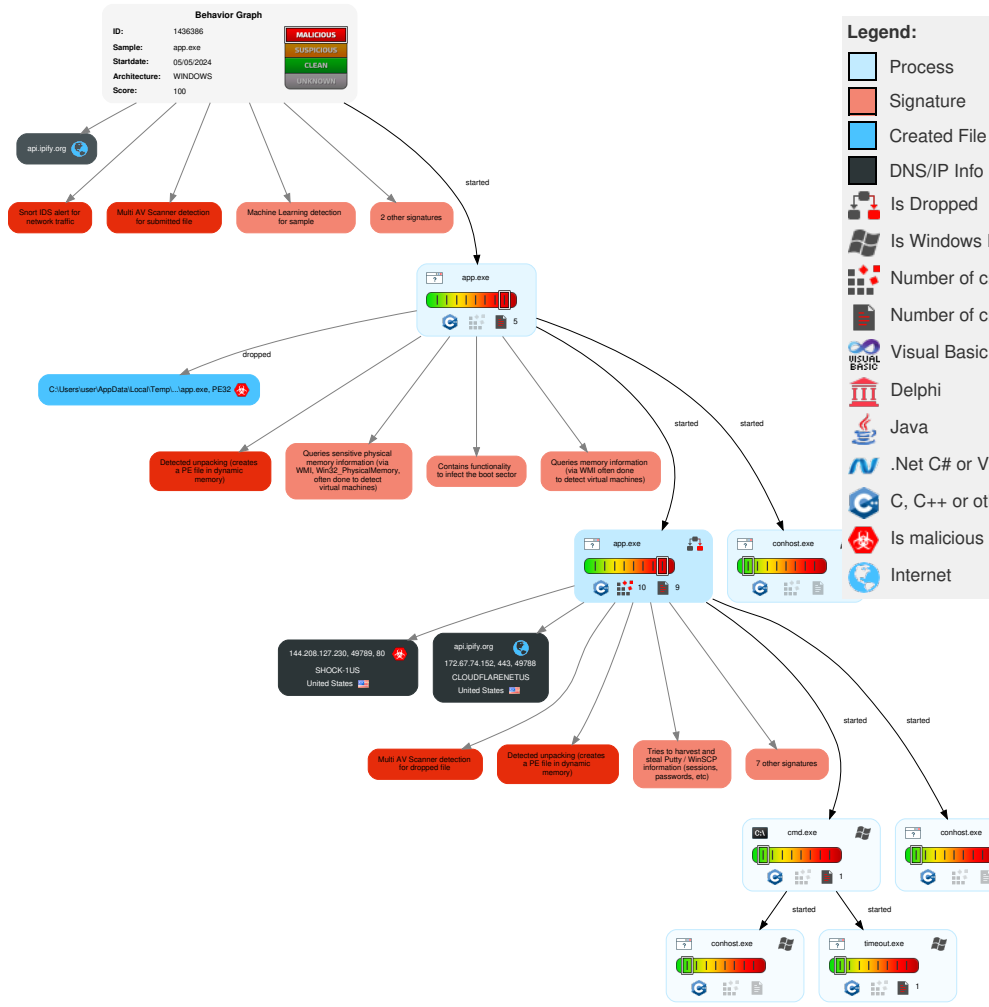 Behavior Graph
ID: 1436386
Sample: app.exe
Startdate: 05/05/2024
Architecture: WINDOWS
Score: 100
MALICIOUS
SUSPICIOUS
CLEAN
UNKNOWN
Legend:
Process
Signature
Created File
DNS/IP Info
Is Dropped
Is Windows
Number of c
Number of c
VISUAL BASIC
Visual Basic
Delphi
Java
.Net C# or V
C, C++ or ot
Is malicious
Internet
api.ipify.org
started
Snort IDS alert for
network traffic
Multi AV Scanner detection
for submitted file
Machine Learning detection
for sample
2 other signatures
app.exe
5
dropped
started
started
C:\Users\user\AppData\Local\Temp\...\app.exe, PE32
Detected unpacking (creates
a PE file in dynamic
memory)
Queries sensitive physical
memory information (via
WMI, Win32_PhysicalMemory,
often done to detect
virtual machines)
Contains functionality
to infect the boot sector
Queries memory information
(via WMI often done
to detect virtual machines)
app.exe
10
9
conhost.exe
144.208.127.230, 49789, 80
SHOCK-1US
United States
api.ipify.org
172.67.74.152, 443, 49788
CLOUDFLARENETUS
United States
started
started
Multi AV Scanner detection
for dropped file
Detected unpacking (creates
a PE file in dynamic
memory)
Tries to harvest and
steal Putty / WinSCP
information (sessions,
passwords, etc)
7 other signatures
C:\
cmd.exe
1
conhost.exe
started
started
conhost.exe
timeout.exe
1